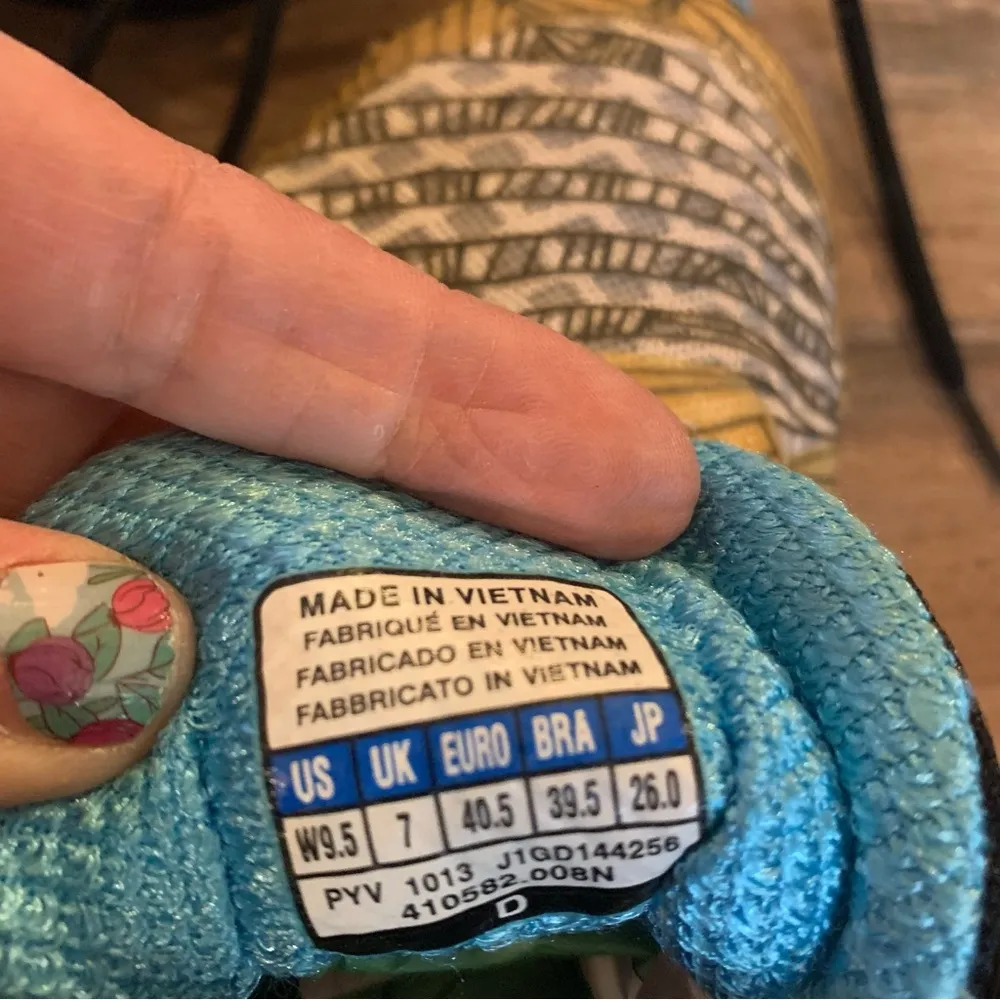 MADE IN VIETNAM
FABRIQUÉ EN VIETNAM
FABRICADO EN VIETNAM
FABBRICATO IN VIETNAM
US UK EURO BRA JP
W9.5 7 40.5 39.5 26.0
PYV 1013 J1GD144256
410582.008N
D